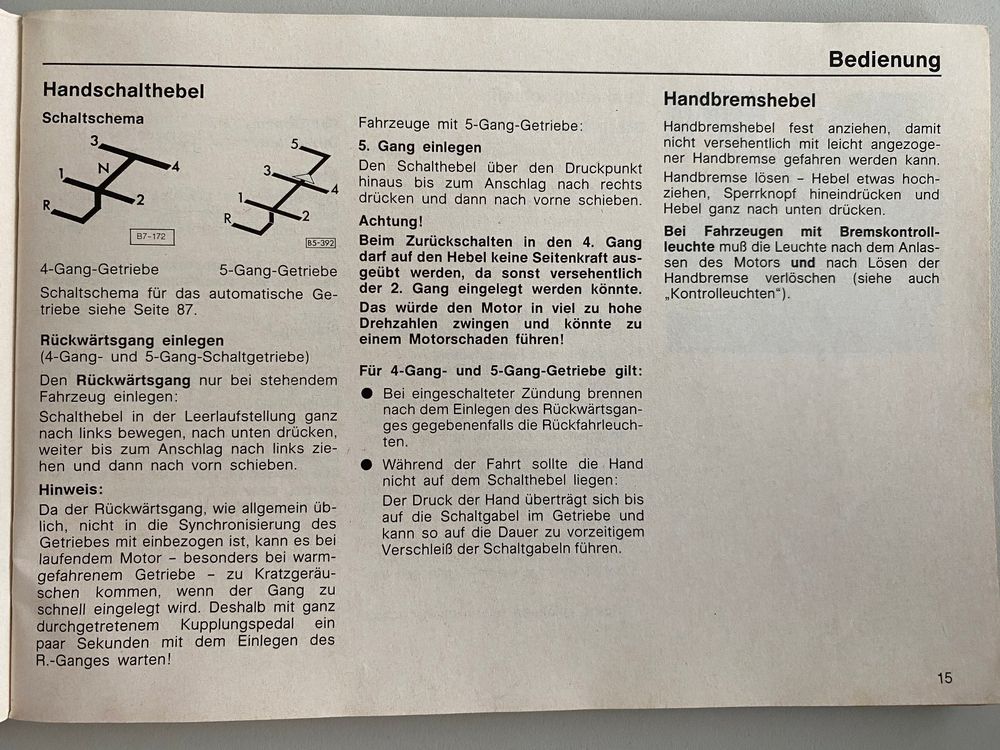 Bedienung
Handschalthebel
Schaltschema
3
1
N
4
R
2
B7-172
5
3
4
1
2
R
B5-392
4-Gang-Getriebe 5-Gang-Getriebe
Schaltschema für das automatische Ge-
triebe siehe Seite 87.
Rückwärtsgang einlegen
(4-Gang- und 5-Gang-Schaltgetriebe)
Den Rückwärtsgang nur bei stehendem
Fahrzeug einlegen:
Schalthebel in der Leerlaufstellung ganz
nach links bewegen, nach unten drücken,
weiter bis zum Anschlag nach links zie-
hen und dann nach vorn schieben.
Hinweis:
Da der Rückwärtsgang, wie allgemein üb-
lich, nicht in die Synchronisierung des
Getriebes mit einbezogen ist, kann es bei
laufendem Motor – besonders bei warm-
gefahrenem Getriebe – zu Kratzgeräu-
schen kommen, wenn der Gang zu
schnell eingelegt wird. Deshalb mit ganz
durchgetretenem Kupplungspedal ein
paar Sekunden mit dem Einlegen des
R.-Ganges warten!
Fahrzeuge mit 5-Gang-Getriebe:
5. Gang einlegen
Den Schalthebel über den Druckpunkt
hinaus bis zum Anschlag nach rechts
drücken und dann nach vorne schieben.
Achtung!
Beim Zurückschalten in den 4. Gang
darf auf den Hebel keine Seitenkraft aus-
geübt werden, da sonst versehentlich
der 2. Gang eingelegt werden könnte.
Das würde den Motor in viel zu hohe
Drehzahlen zwingen und könnte zu
einem Motorschaden führen!
Für 4-Gang- und 5-Gang-Getriebe gilt:
● Bei eingeschalteter Zündung brennen
nach dem Einlegen des Rückwärtsgan-
ges gegebenenfalls die Rückfahrleuch-
ten.
● Während der Fahrt sollte die Hand
nicht auf dem Schalthebel liegen:
Der Druck der Hand überträgt sich bis
auf die Schaltgabel im Getriebe und
kann so auf die Dauer zu vorzeitigem
Verschleiß der Schaltgabeln führen.
Handbremshebel
Handbremshebel fest anziehen, damit
nicht versehentlich mit leicht angezoge-
ner Handbremse gefahren werden kann.
Handbremse lösen – Hebel etwas hoch-
ziehen, Sperrknopf hineindrücken und
Hebel ganz nach unten drücken.
Bei Fahrzeugen mit Bremskontroll-
leuchte muß die Leuchte nach dem Anlas-
sen des Motors und nach Lösen der
Handbremse verlöschen (siehe auch
„Kontrolleuchten").
15